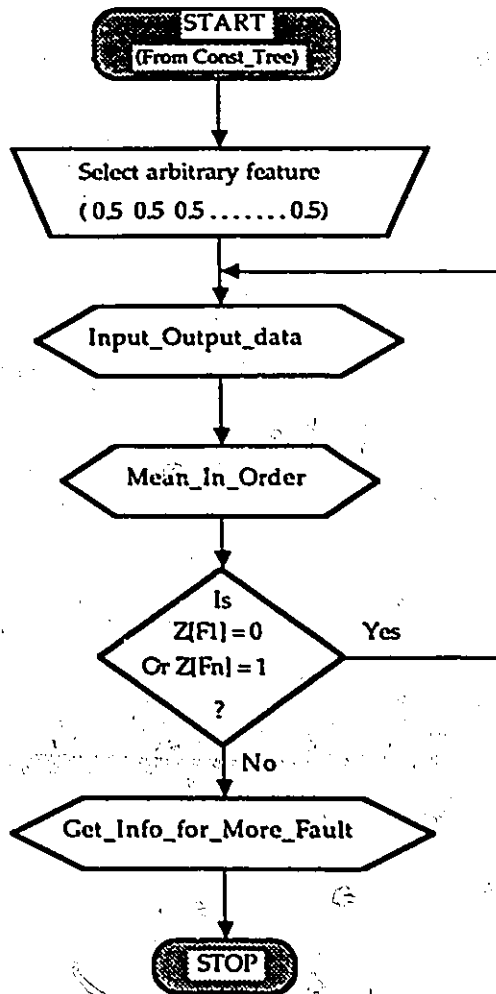 START
(From Const_Tree)
Select arbitrary feature
( 0.5 0.5 0.5 ....... 0.5)
Input_Output_data
Mean_In_Order
Is
Z[F1] = 0
Or Z[Fn] = 1
?
Yes
No
Get_Info_for_More_Fault
STOP